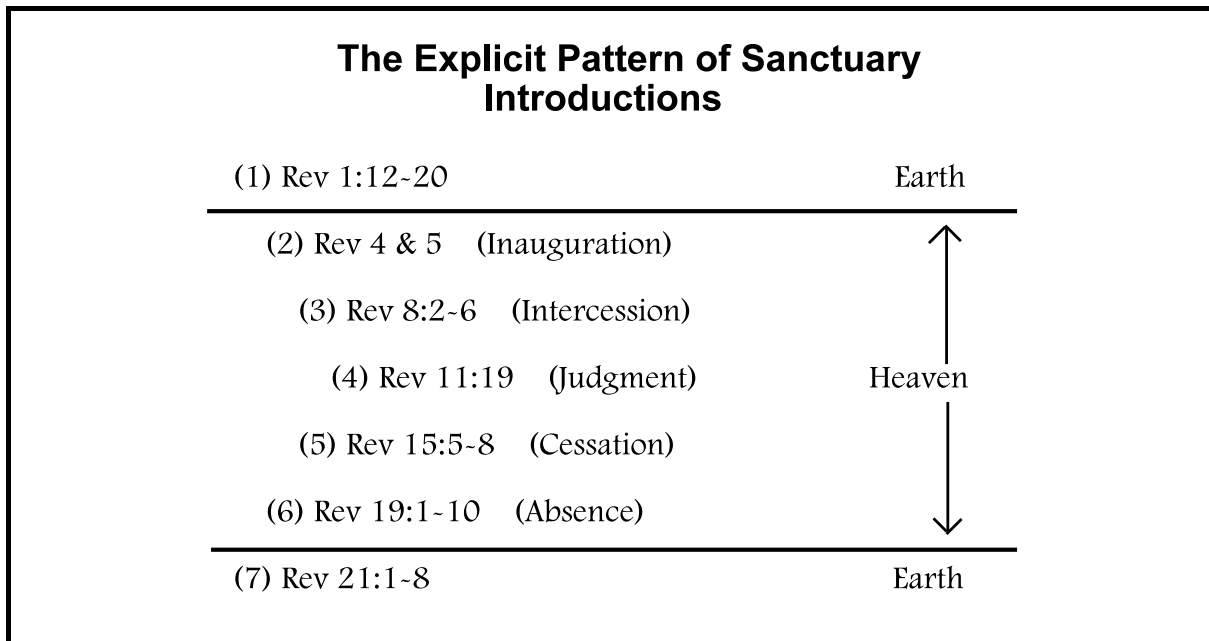 The Explicit Pattern of Sanctuary
Introductions
(1) Rev 1:12~20 Earth
(2) Rev 4 & 5 (Inauguration)
(3) Rev 8:2~6 (Intercession)
(4) Rev 11:19 (Judgment) Heaven
(5) Rev 15:5~8 (Cessation)
(6) Rev 19:1~10 (Absence)
(7) Rev 21:1~8 Earth